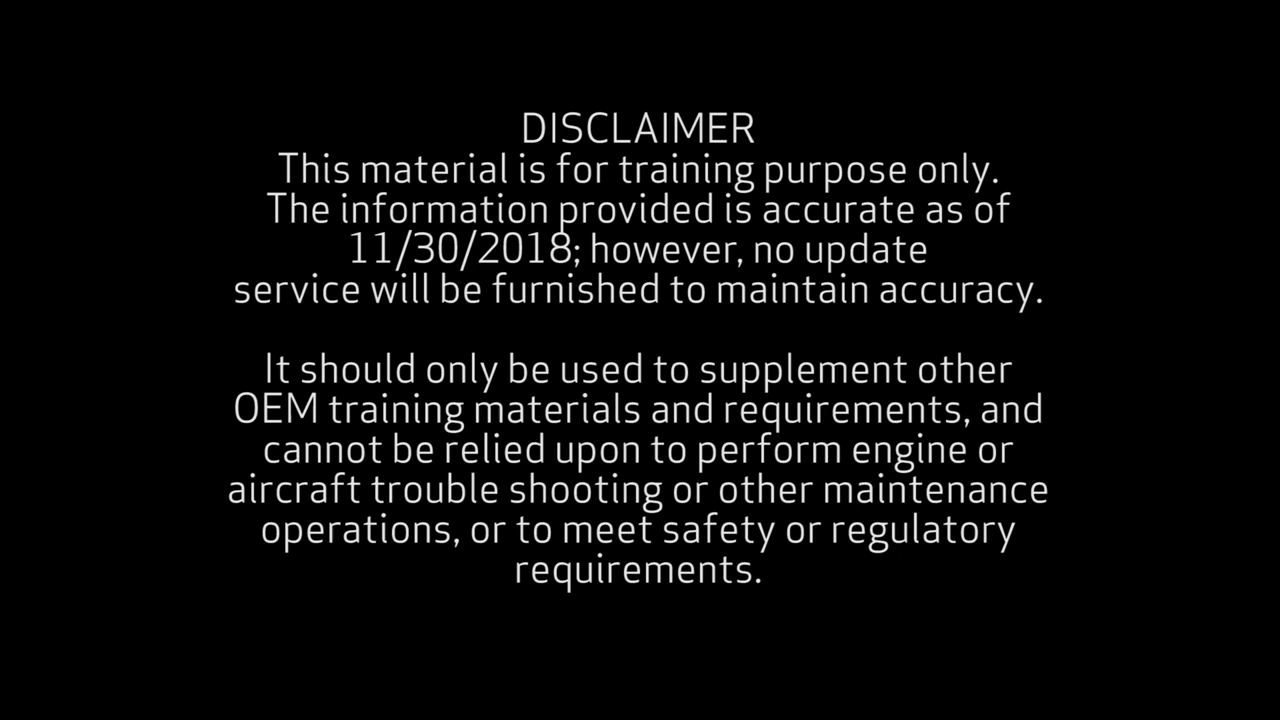 DISCLAIMER
This material is for training purpose only.
The information provided is accurate as of
11/30/2018; however, no update
service will be furnished to maintain accuracy.
It should only be used to supplement other
OEM training materials and requirements, and
cannot be relied upon to perform engine or
aircraft trouble shooting or other maintenance
operations, or to meet safety or regulatory
requirements.